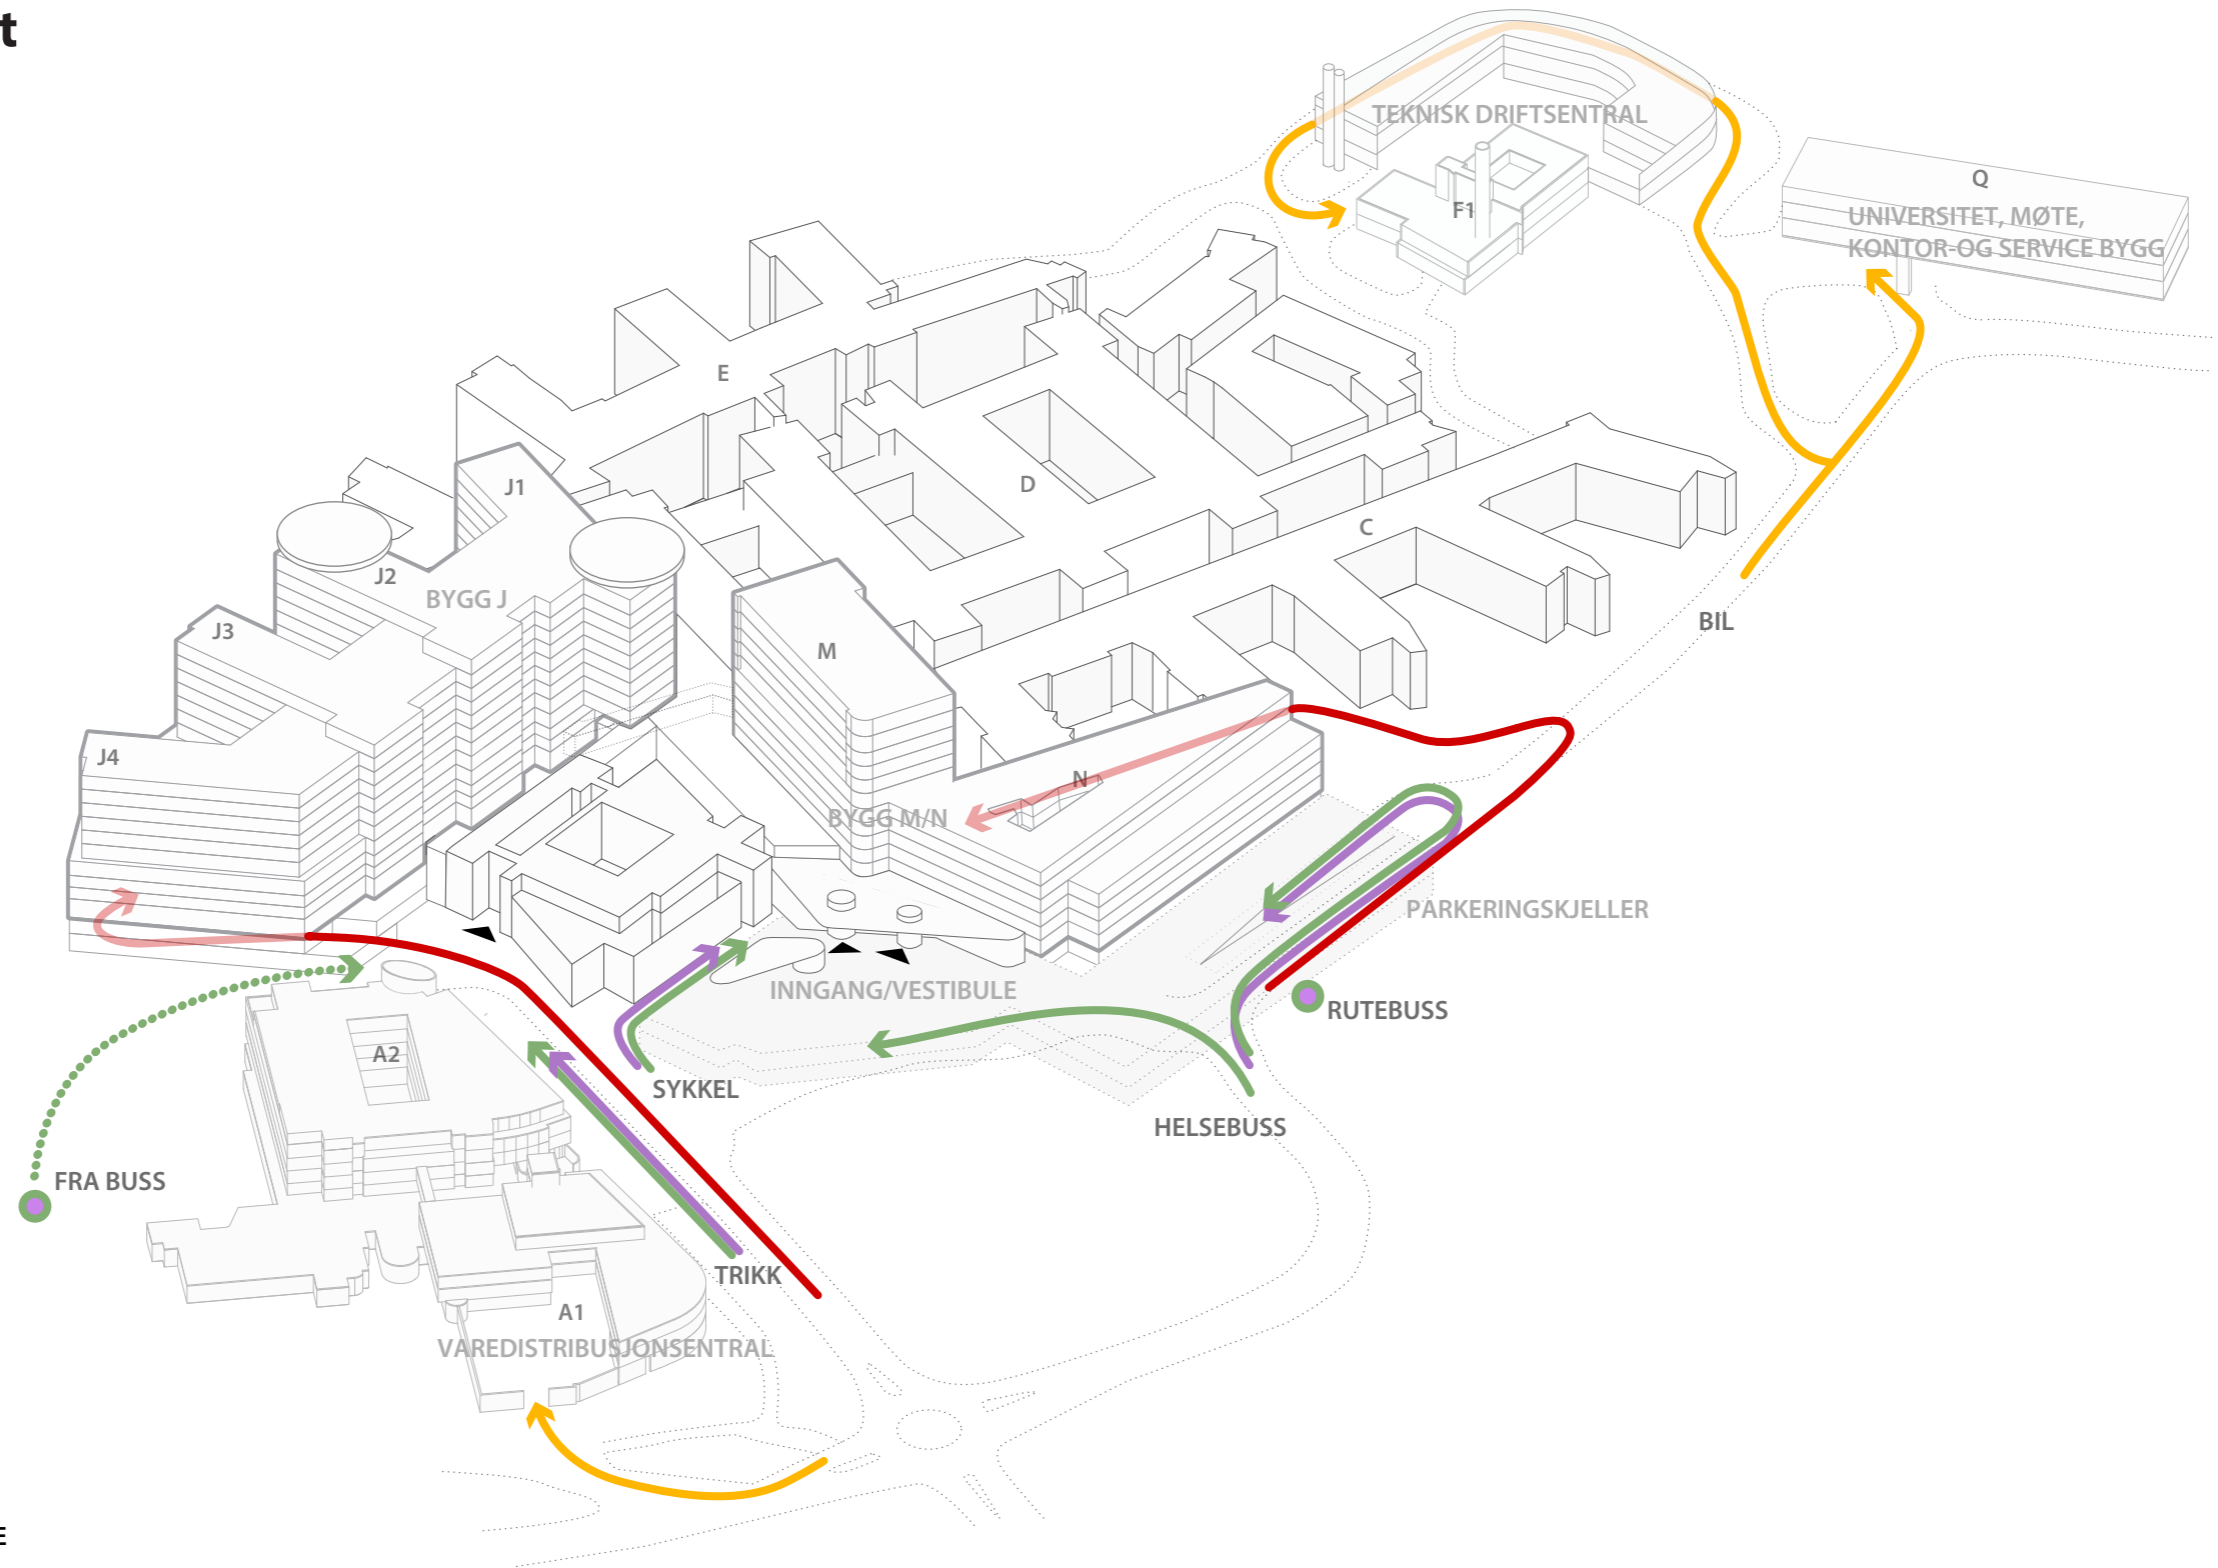 t
TEKNISK DRIFTSENTRAL
Q
F1
UNIVERSITET, MØTE,
KONTOR-OG SERVICE BYGG
E
J1
D
C
J2
BYGG J
BIL
J3
M
J4
N
BYGG M/N
PARKERINGSKJELLER
INNGANG/VESTIBULE
RUTEBUSS
A2
SYKKEL
HELSEBUSS
FRA BUSS
TRIKK
A1
VAREDISTRIBUSJONSENTRAL
E